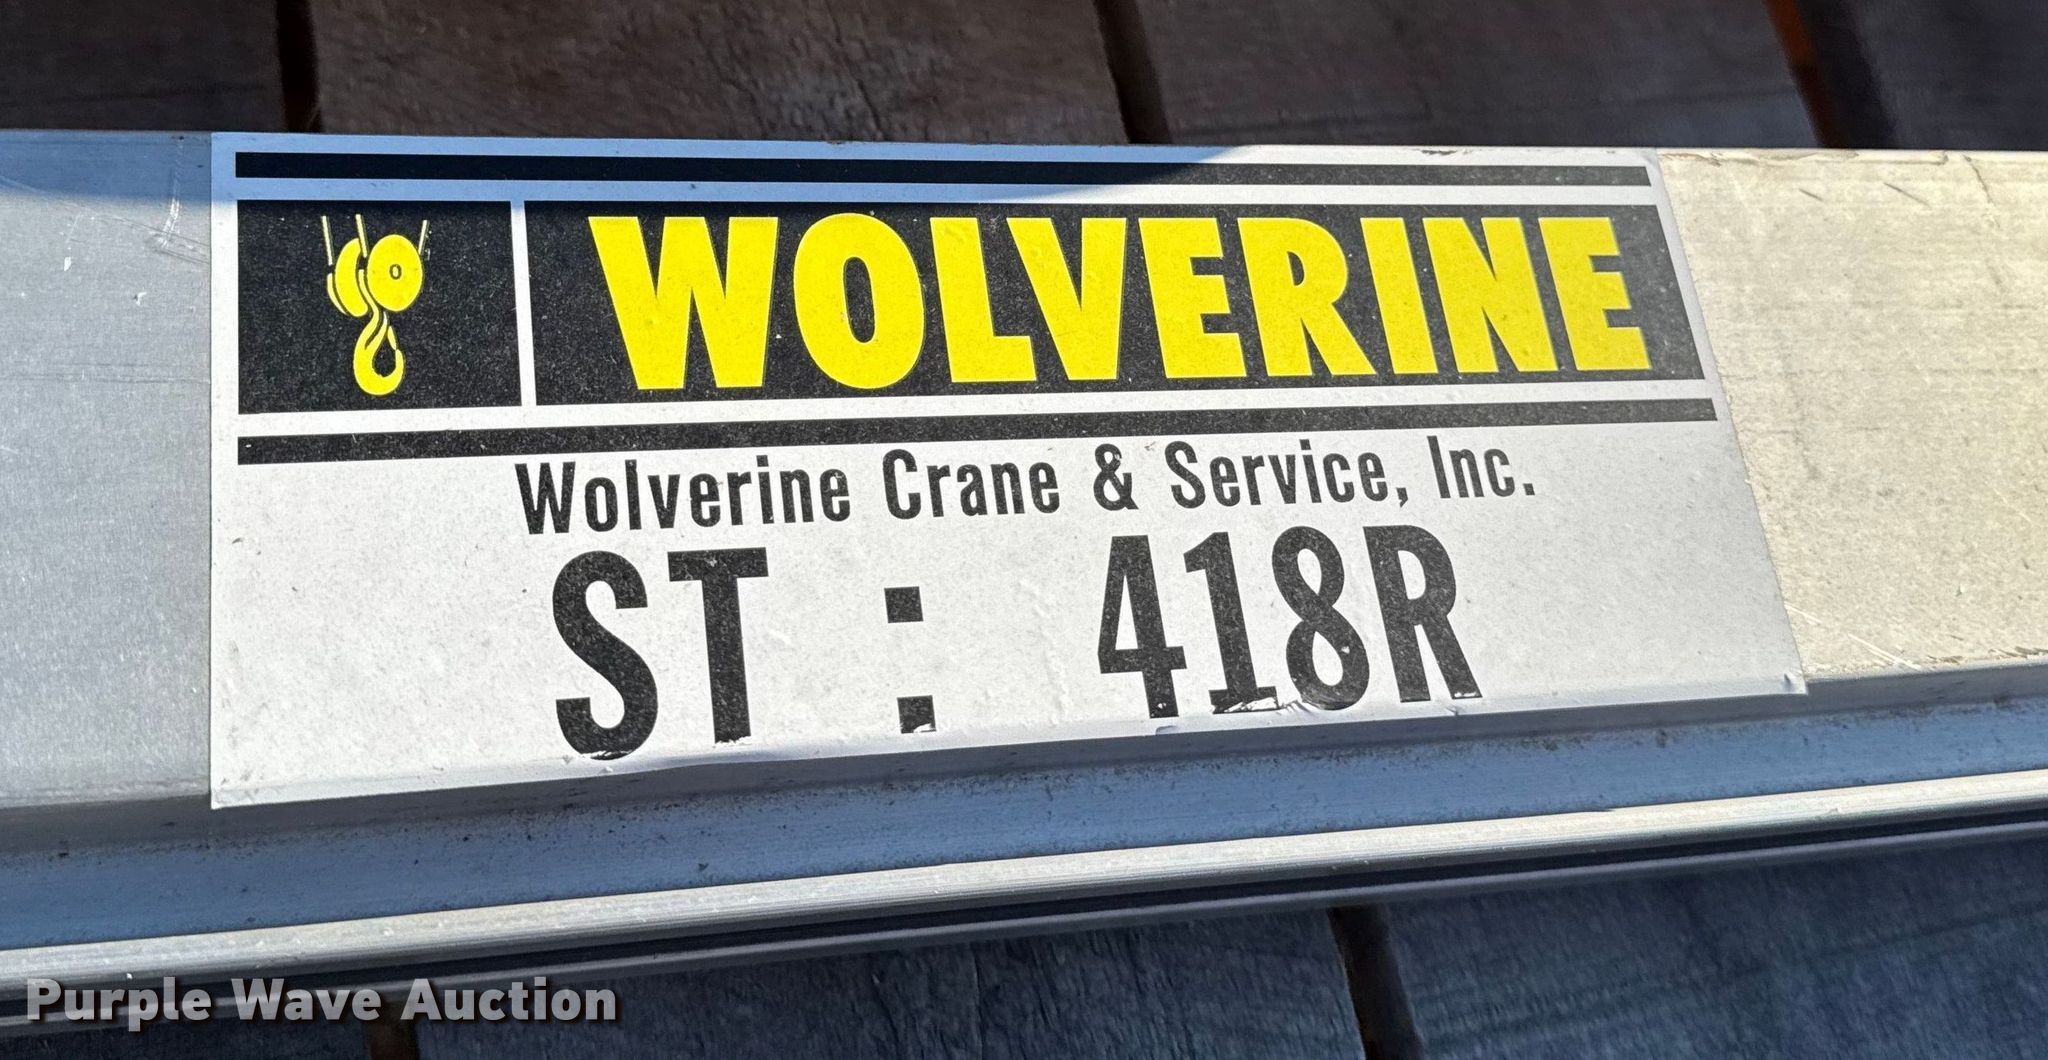 WOLVERINE
Wolverine Crane & Service, Inc.
ST : 418R
Purple Wave Auction